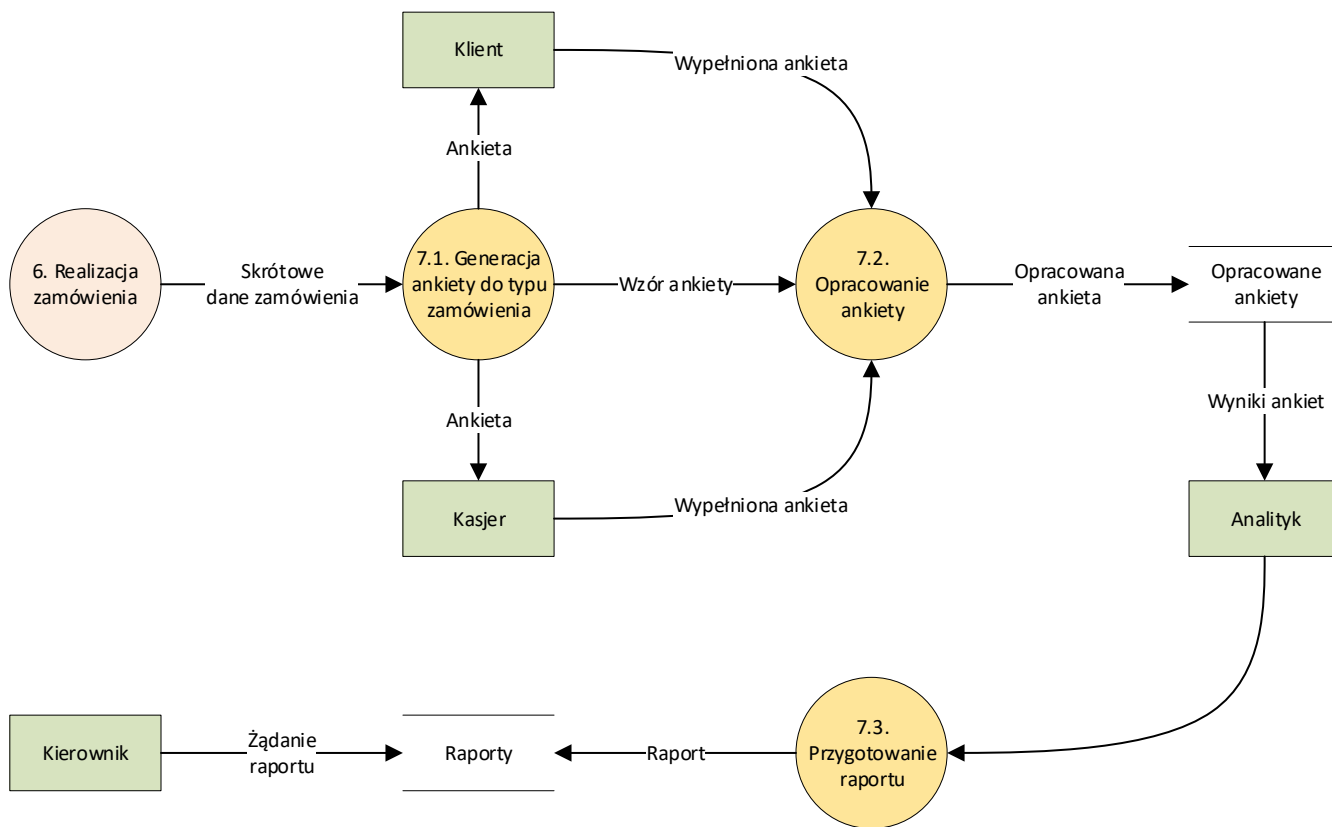 Klient
Wypełniona ankieta
Ankieta
6. Realizacja
zamówienia
Skrótowe
dane zamówienia
7.1. Generacja
ankiety do typu
zamówienia
Wzór ankiety
7.2.
Opracowanie
ankiety
Opracowana
ankieta
Opracowane
ankiety
Ankieta
Wyniki ankiet
Kasjer
Wypełniona ankieta
Analityk
Kierownik
Żądanie
raportu
Raporty
Raport
7.3.
Przygotowanie
raportu